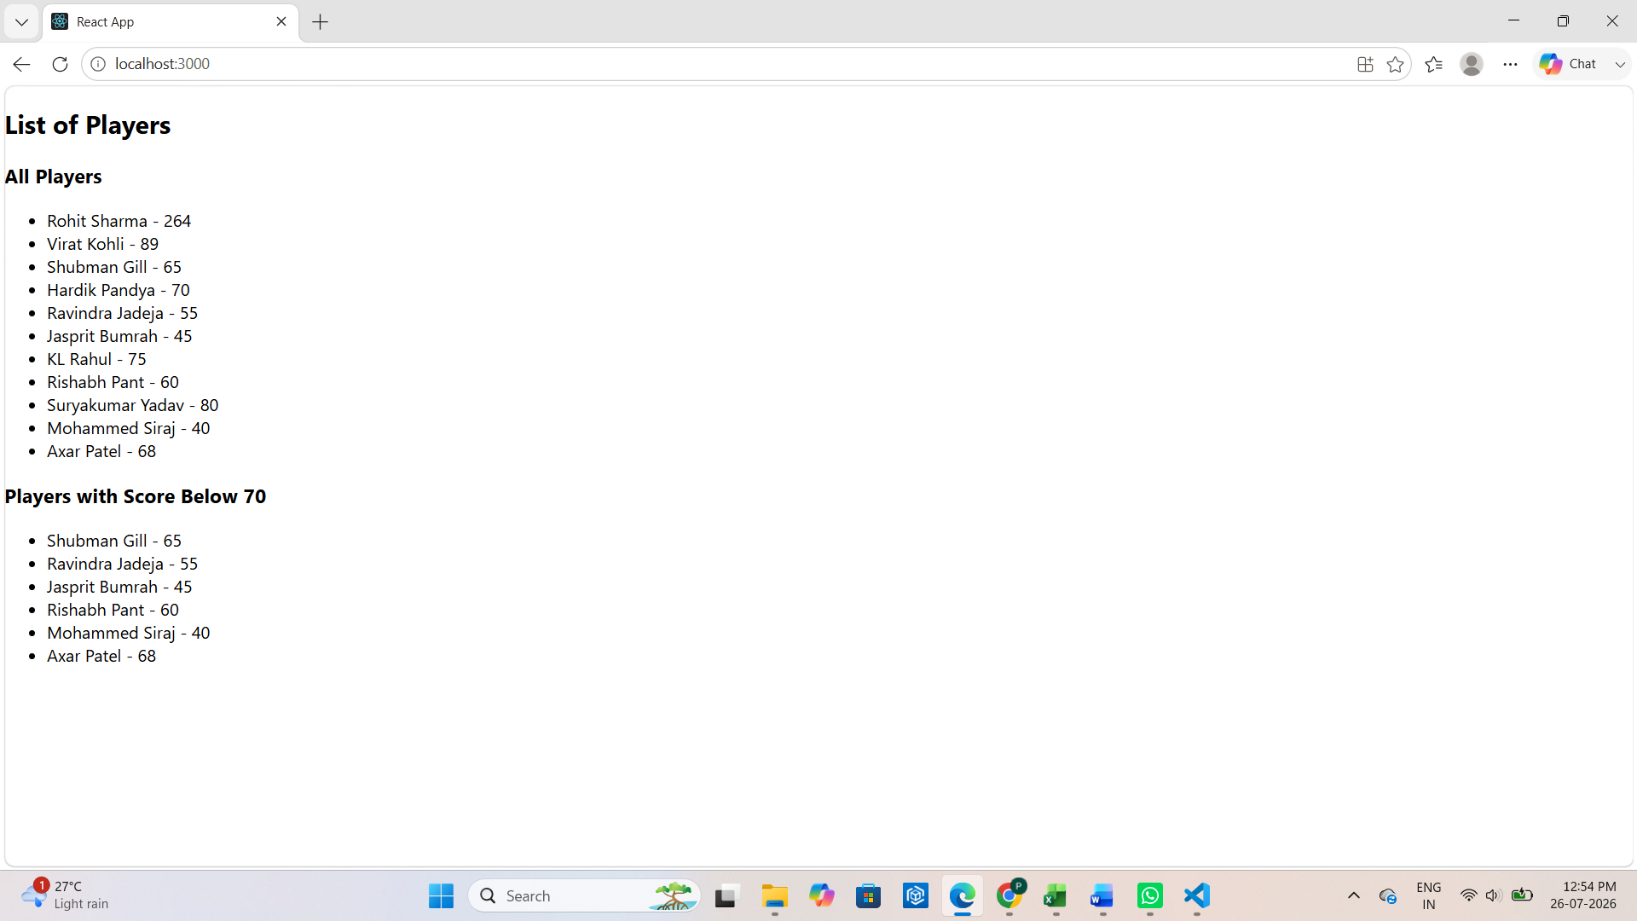 React App
localhost:3000
Chat
List of Players
All Players
Rohit Sharma - 264
Virat Kohli - 89
Shubman Gill - 65
Hardik Pandya - 70
Ravindra Jadeja - 55
Jasprit Bumrah - 45
KL Rahul - 75
Rishabh Pant - 60
Suryakumar Yadav - 80
Mohammed Siraj - 40
Axar Patel - 68
Players with Score Below 70
Shubman Gill - 65
Ravindra Jadeja - 55
Jasprit Bumrah - 45
Rishabh Pant - 60
Mohammed Siraj - 40
Axar Patel - 68
1
27°C
Light rain
Search
P
ENG
IN
12:54 PM
26-07-2026